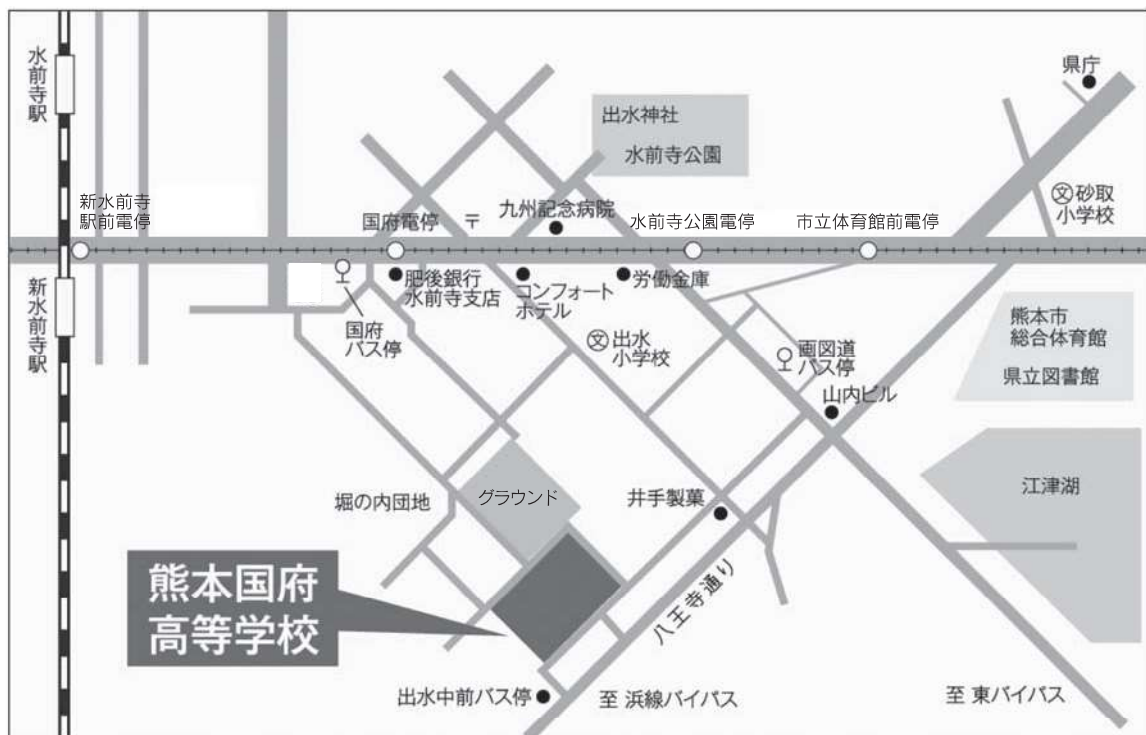 水前寺駅
新水前寺駅
新水前寺
駅前電停
国府電停
〒
九州記念病院
出水神社
水前寺公園
水前寺公園電停
市立体育館前電停
県庁
文 砂取
小学校
国府
バス停
肥後銀行
水前寺支店
コンフォート
ホテル
労働金庫
文 出水
小学校
画図道
バス停
山内ビル
熊本市
総合体育館
県立図書館
江津湖
堀の内団地
グラウンド
井手製菓
熊本国府
高等学校
八王寺通り
出水中前バス停
至 浜線バイパス
至 東バイパス